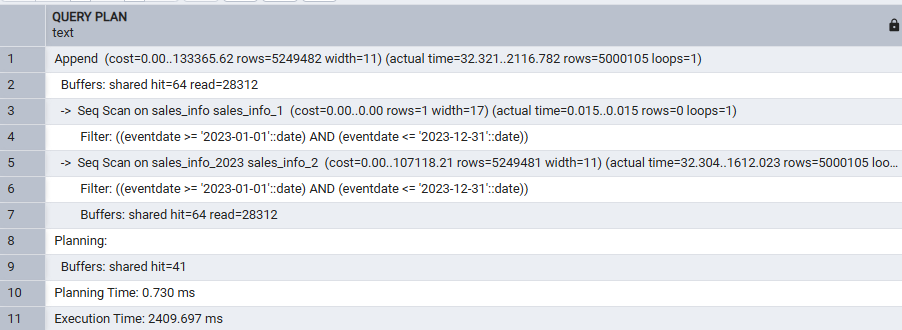 QUERY PLAN
text
1 Append (cost=0.00..133365.62 rows=5249482 width=11) (actual time=32.321..2116.782 rows=5000105 loops=1)
2 Buffers: shared hit=64 read=28312
3 -> Seq Scan on sales_info sales_info_1 (cost=0.00..0.00 rows=1 width=17) (actual time=0.015..0.015 rows=0 loops=1)
4 Filter: ((eventdate >= '2023-01-01'::date) AND (eventdate <= '2023-12-31'::date))
5 -> Seq Scan on sales_info_2023 sales_info_2 (cost=0.00..107118.21 rows=5249481 width=11) (actual time=32.304..1612.023 rows=5000105 loo...
6 Filter: ((eventdate >= '2023-01-01'::date) AND (eventdate <= '2023-12-31'::date))
7 Buffers: shared hit=64 read=28312
8 Planning:
9 Buffers: shared hit=41
10 Planning Time: 0.730 ms
11 Execution Time: 2409.697 ms